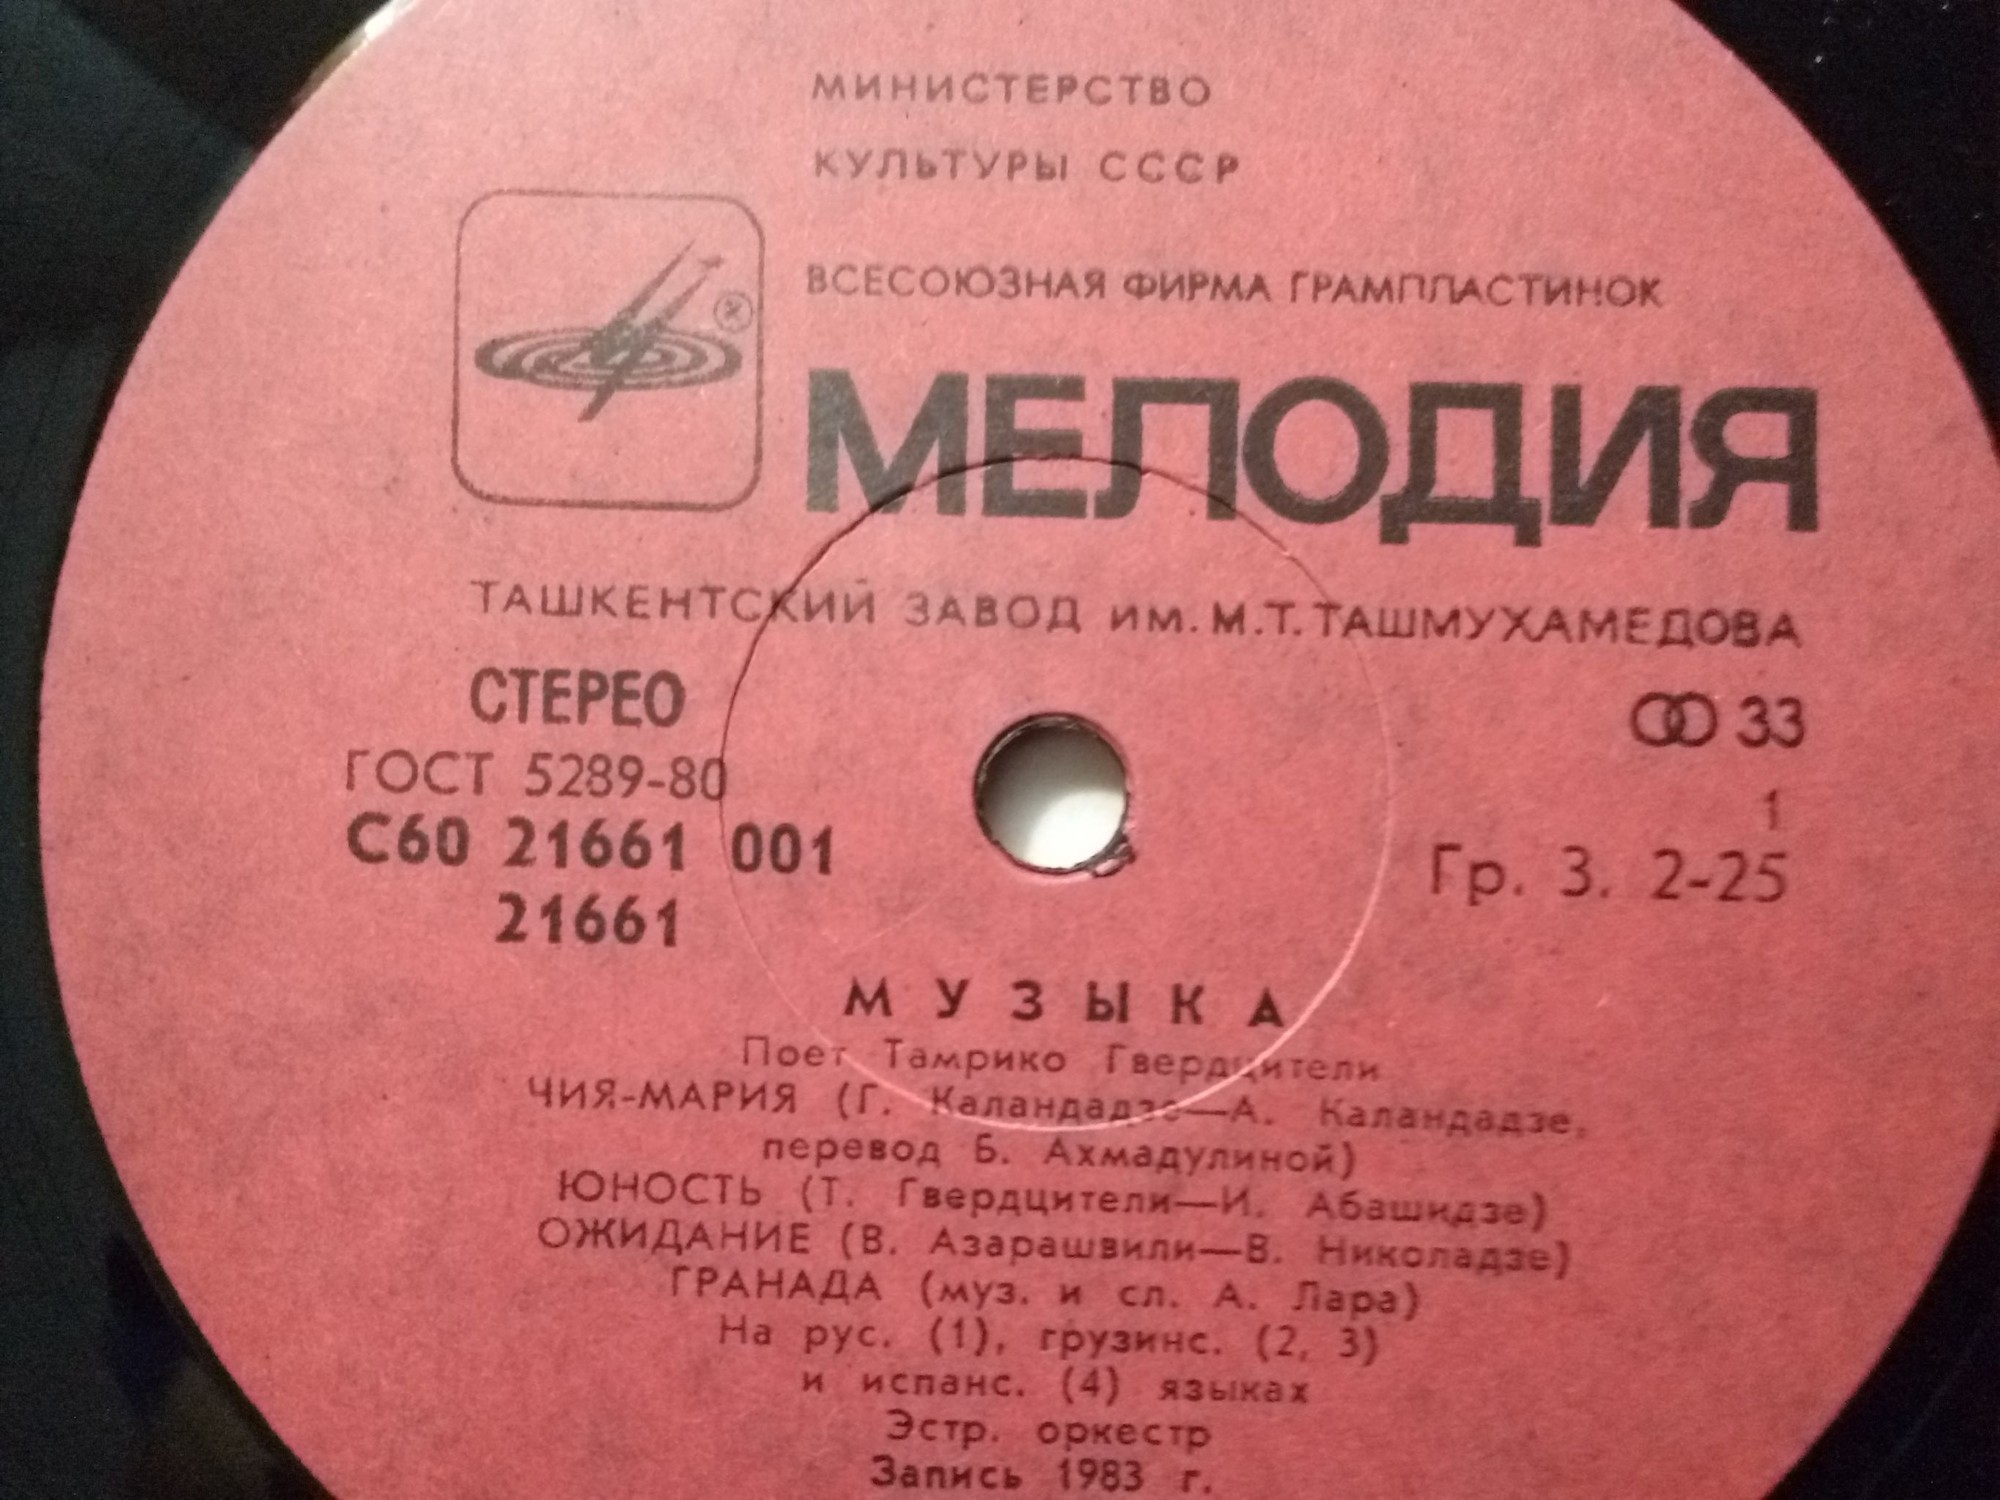 МИНИСТЕРСТВО
КУЛЬТУРЫ СССР
ВСЕСОЮЗНАЯ ФИРМА ГРАМПЛАСТИНОК
МЕЛОДИЯ
ТАШКЕНТСКИЙ ЗАВОД ИМ. М.Т. ТАШМУХАМЕДОВА
СТЕРЕО
33
ГОСТ 5289-80
1
С60 21661 001
Гр. 3. 2-25
21661
МУЗЫКА
Поет Тамрико Гвердцители
ЧИЯ-МАРИЯ (Г. Каландадзе—А. Каландадзе,
перевод Б. Ахмадулиной)
ЮНОСТЬ (Т. Гвердцители—И. Абашидзе)
ОЖИДАНИЕ (В. Азарашвили—В. Николадзе)
ГРАНАДА (муз. и сл. А. Лара)
На рус. (1), грузинс. (2, 3)
и испанс. (4) языках
Эстр. оркестр
Запись 1983 г.